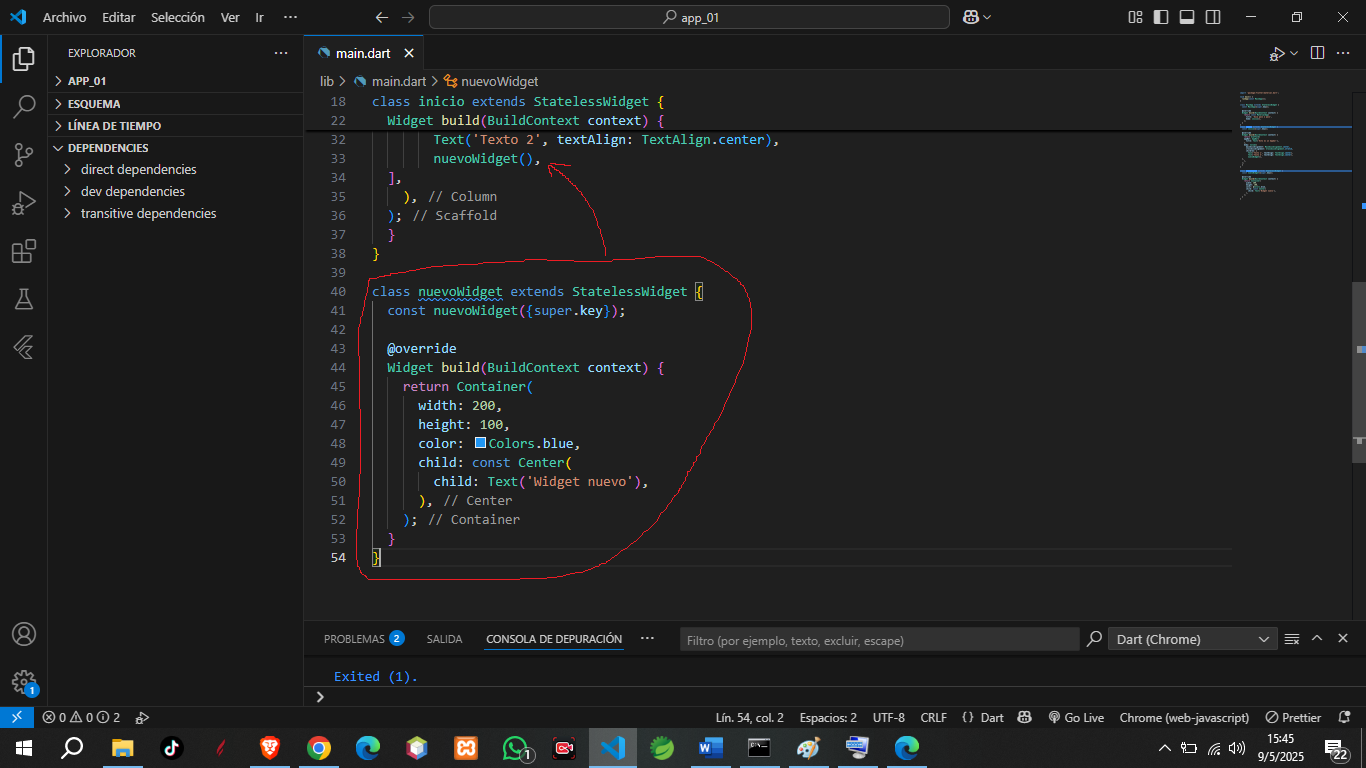 Archivo Editar Selección Ver Ir ··· app_01
EXPLORADOR ···
APP_01
ESQUEMA
LÍNEA DE TIEMPO
DEPENDENCIES
direct dependencies
dev dependencies
transitive dependencies
main.dart
lib > main.dart > nuevoWidget
18 class inicio extends StatelessWidget {
22 Widget build(BuildContext context) {
32 Text('Texto 2', textAlign: TextAlign.center),
33 nuevoWidget(),
34 ],
35 ), // Column
36 ); // Scaffold
37 }
38 }
39
40 class nuevoWidget extends StatelessWidget {
41 const nuevoWidget({super.key});
42
43 @override
44 Widget build(BuildContext context) {
45 return Container(
46 width: 200,
47 height: 100,
48 color: Colors.blue,
49 child: const Center(
50 child: Text('Widget nuevo'),
51 ), // Center
52 ); // Container
53 }
54 }
PROBLEMAS 2 SALIDA CONSOLA DE DEPURACIÓN ··· Filtro (por ejemplo, texto, excluir, escape) Dart (Chrome)
Exited (1).
1
0 0 2 Lín. 54, col. 2 Espacios: 2 UTF-8 CRLF {} Dart Go Live Chrome (web-javascript) Prettier
1 15:45
9/5/2025 22